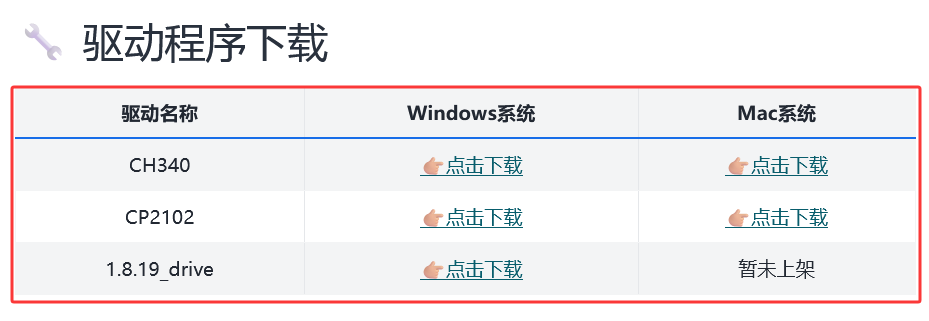 🔧 驱动程序下载
驱动名称 Windows系统 Mac系统
CH340 👉点击下载 👉点击下载
CP2102 👉点击下载 👉点击下载
1.8.19_drive 👉点击下载 暂未上架